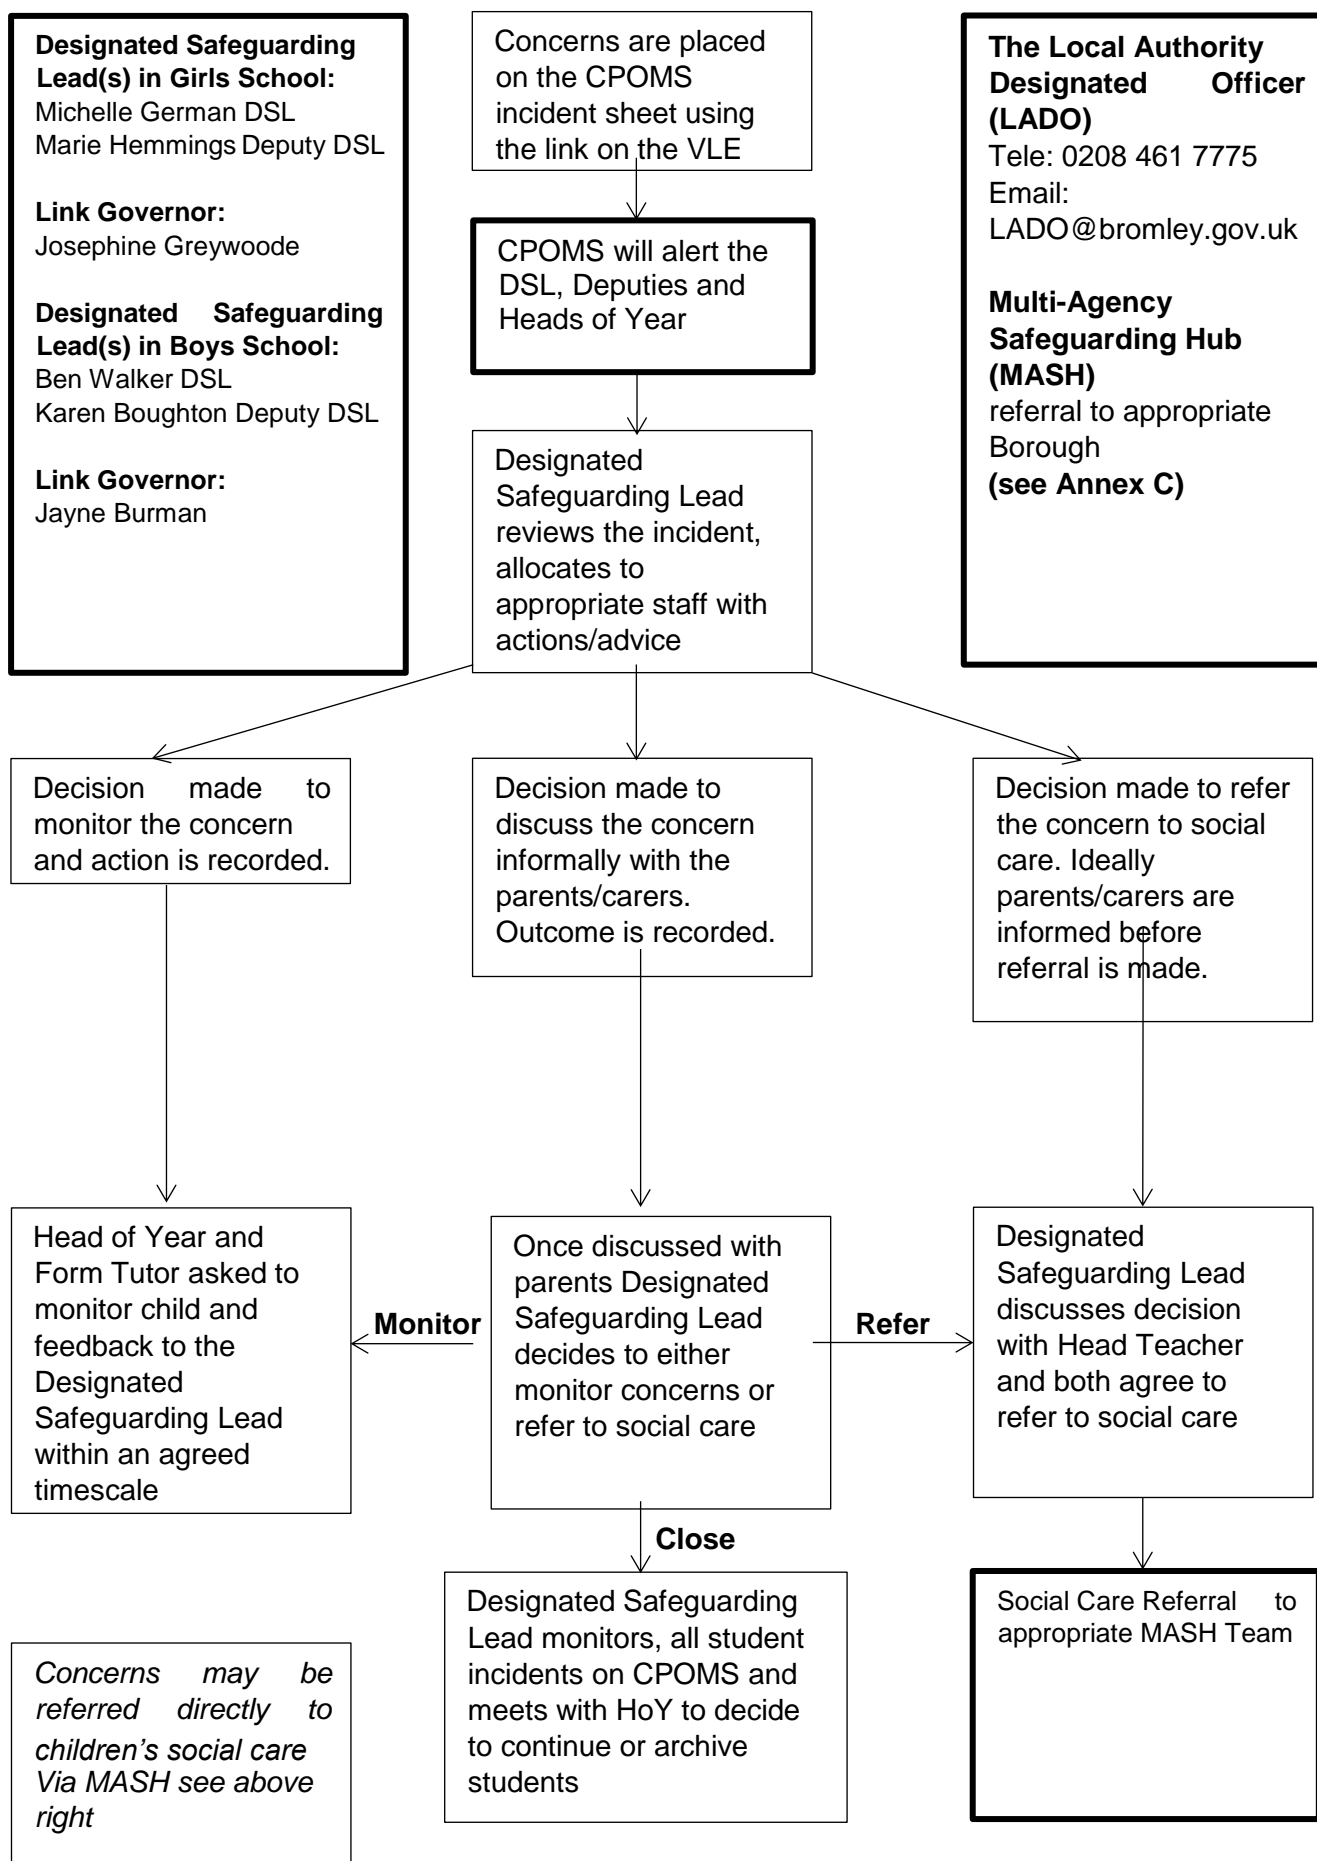 Designated Safeguarding
Lead(s) in Girls School:
Michelle German DSL
Marie Hemmings Deputy DSL
Link Governor:
Josephine Greywoode
Designated Safeguarding
Lead(s) in Boys School:
Ben Walker DSL
Karen Boughton Deputy DSL
Link Governor:
Jayne Burman
Concerns are placed
on the CPOMS
incident sheet using
the link on the VLE
The Local Authority
Designated Officer
(LADO)
Tele: 0208 461 7775
Email:
LADO@bromley.gov.uk
Multi-Agency
Safeguarding Hub
(MASH)
referral to appropriate
Borough
(see Annex C)
CPOMS will alert the
DSL, Deputies and
Heads of Year
Designated
Safeguarding Lead
reviews the incident,
allocates to
appropriate staff with
actions/advice
Decision made to
monitor the concern
and action is recorded.
Decision made to
discuss the concern
informally with the
parents/carers.
Outcome is recorded.
Decision made to refer
the concern to social
care. Ideally
parents/carers are
informed before
referral is made.
Head of Year and
Form Tutor asked to
monitor child and
feedback to the
Designated
Safeguarding Lead
within an agreed
timescale
Monitor
Once discussed with
parents Designated
Safeguarding Lead
decides to either
monitor concerns or
refer to social care
Refer
Designated
Safeguarding Lead
discusses decision
with Head Teacher
and both agree to
refer to social care
Close
Designated Safeguarding
Lead monitors, all student
incidents on CPOMS and
meets with HoY to decide
to continue or archive
students
Social Care Referral to
appropriate MASH Team
Concerns may be
referred directly to
children’s social care
Via MASH see above
right